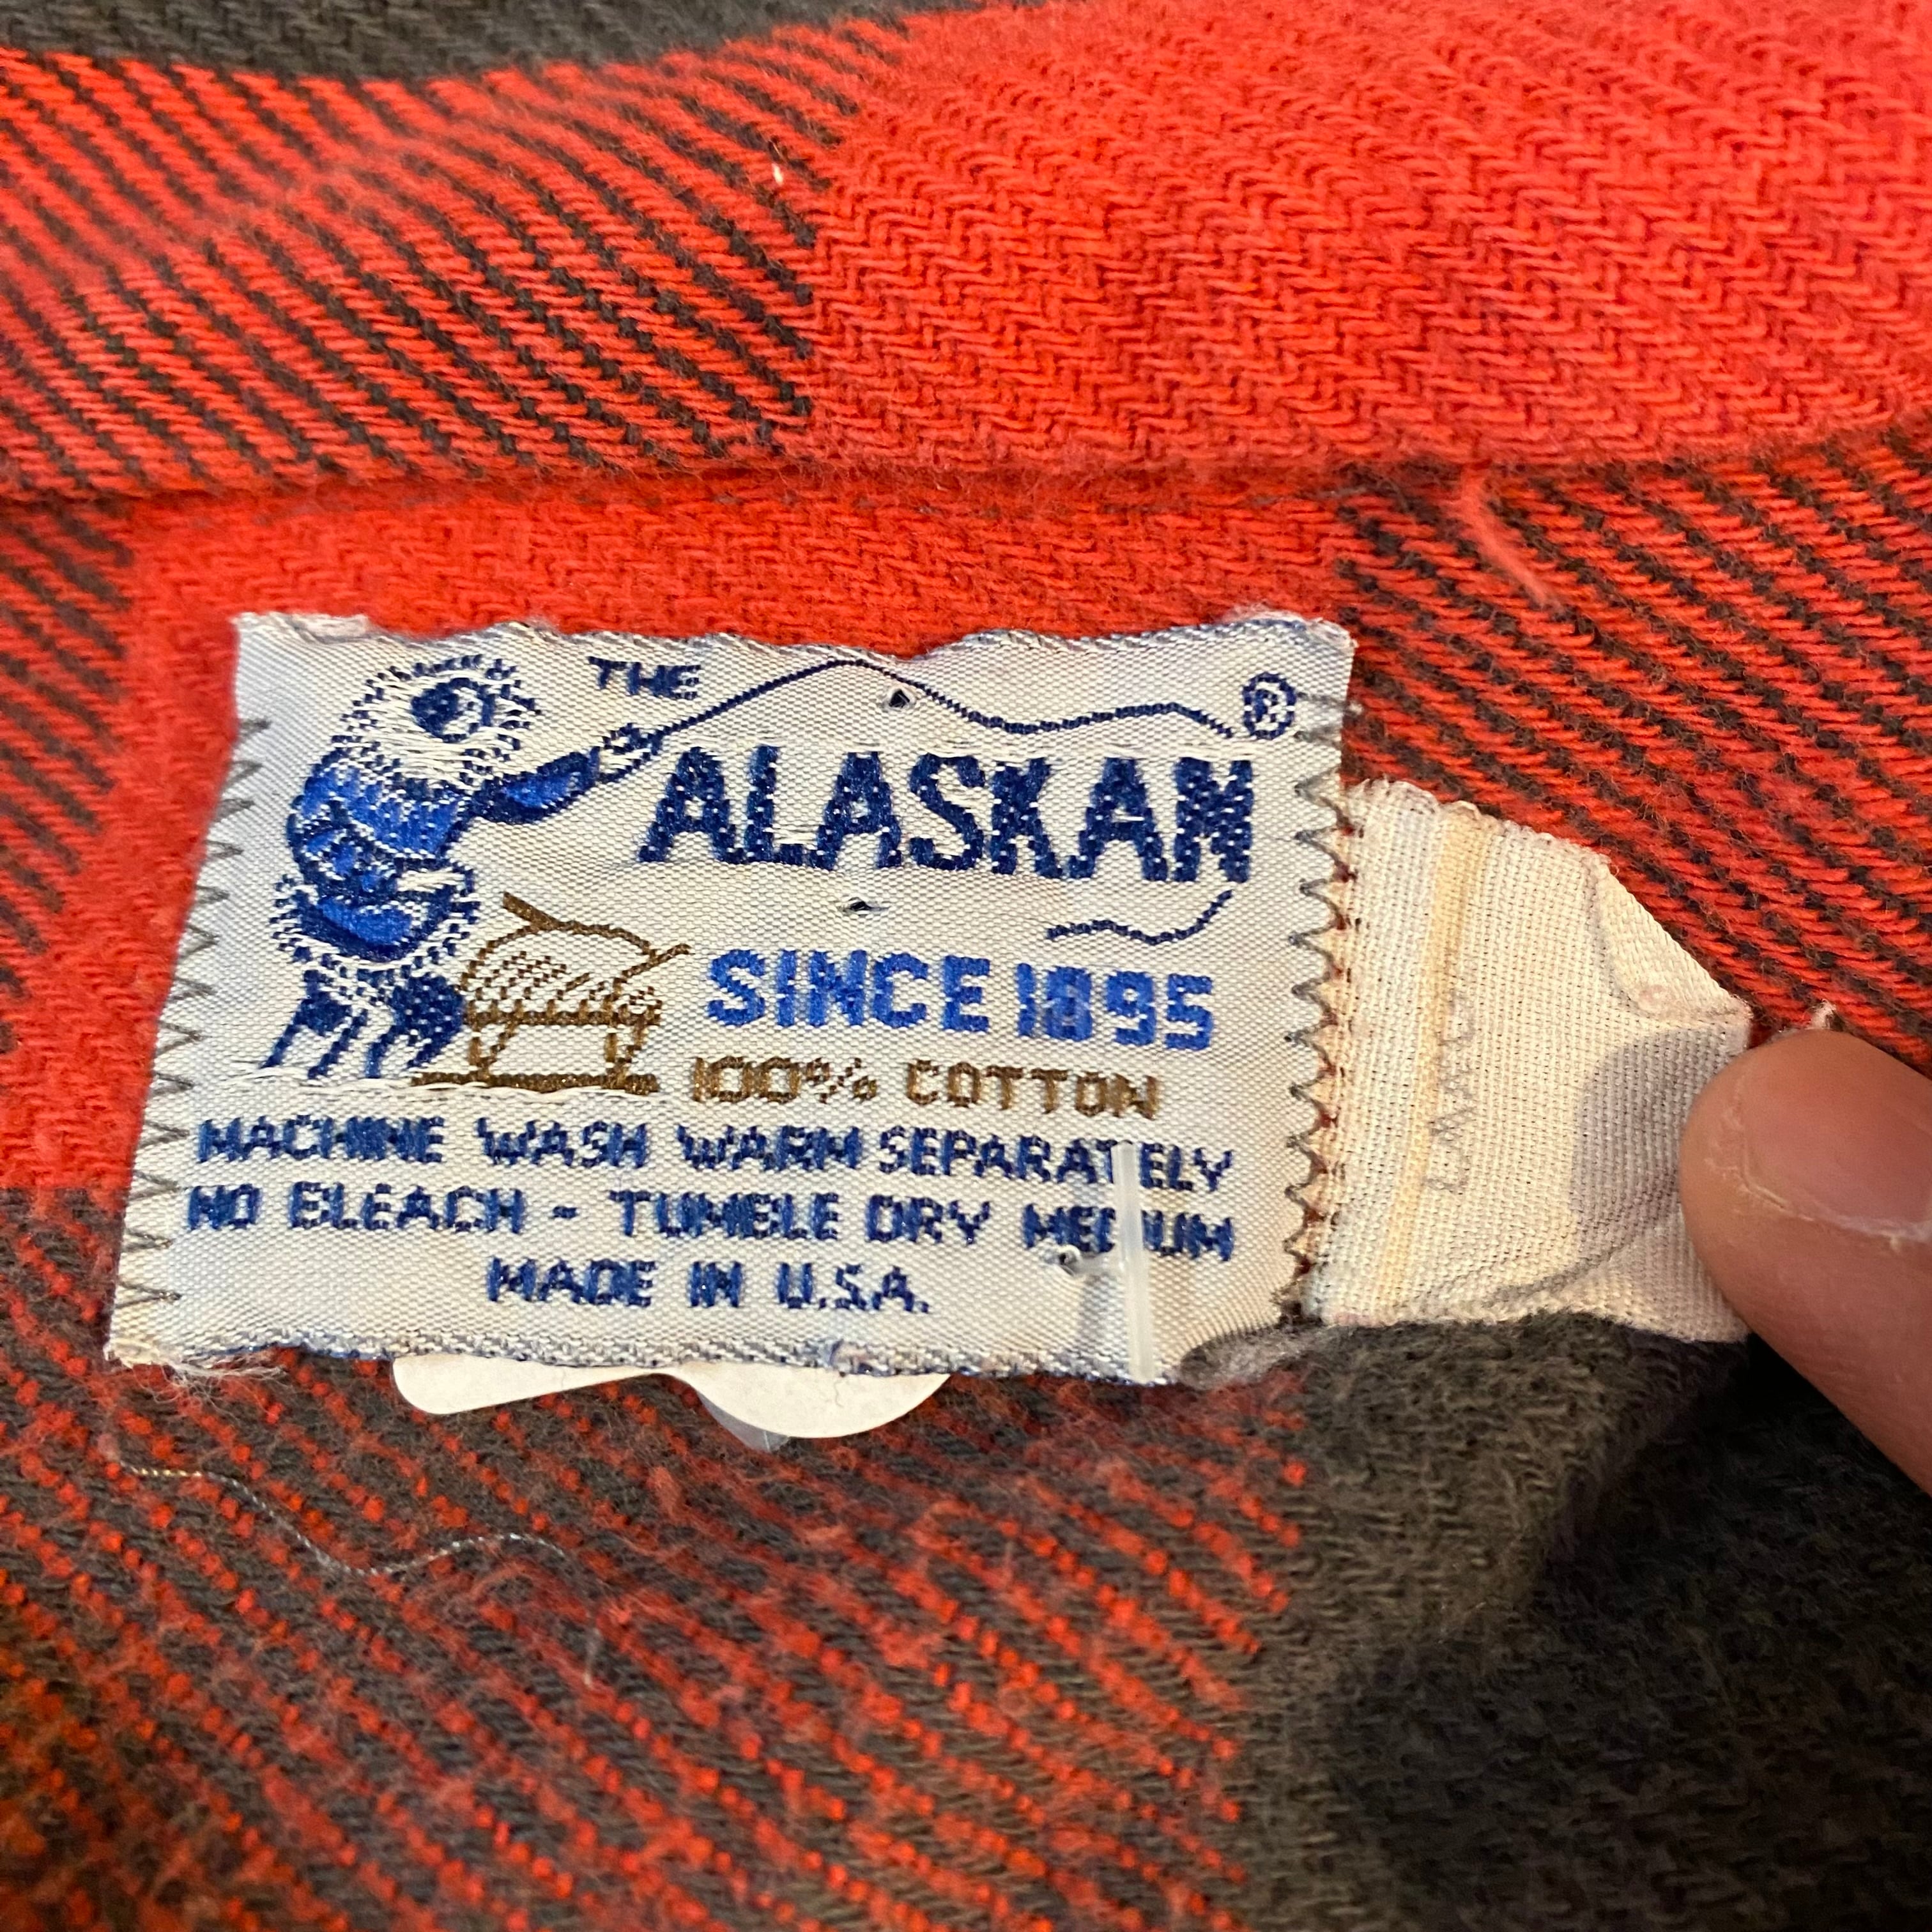 THE
ALASKAN ®
SINCE 1895
100% COTTON
MACHINE WASH WARM SEPARATELY
NO BLEACH - TUMBLE DRY MEDIUM
MADE IN U.S.A.